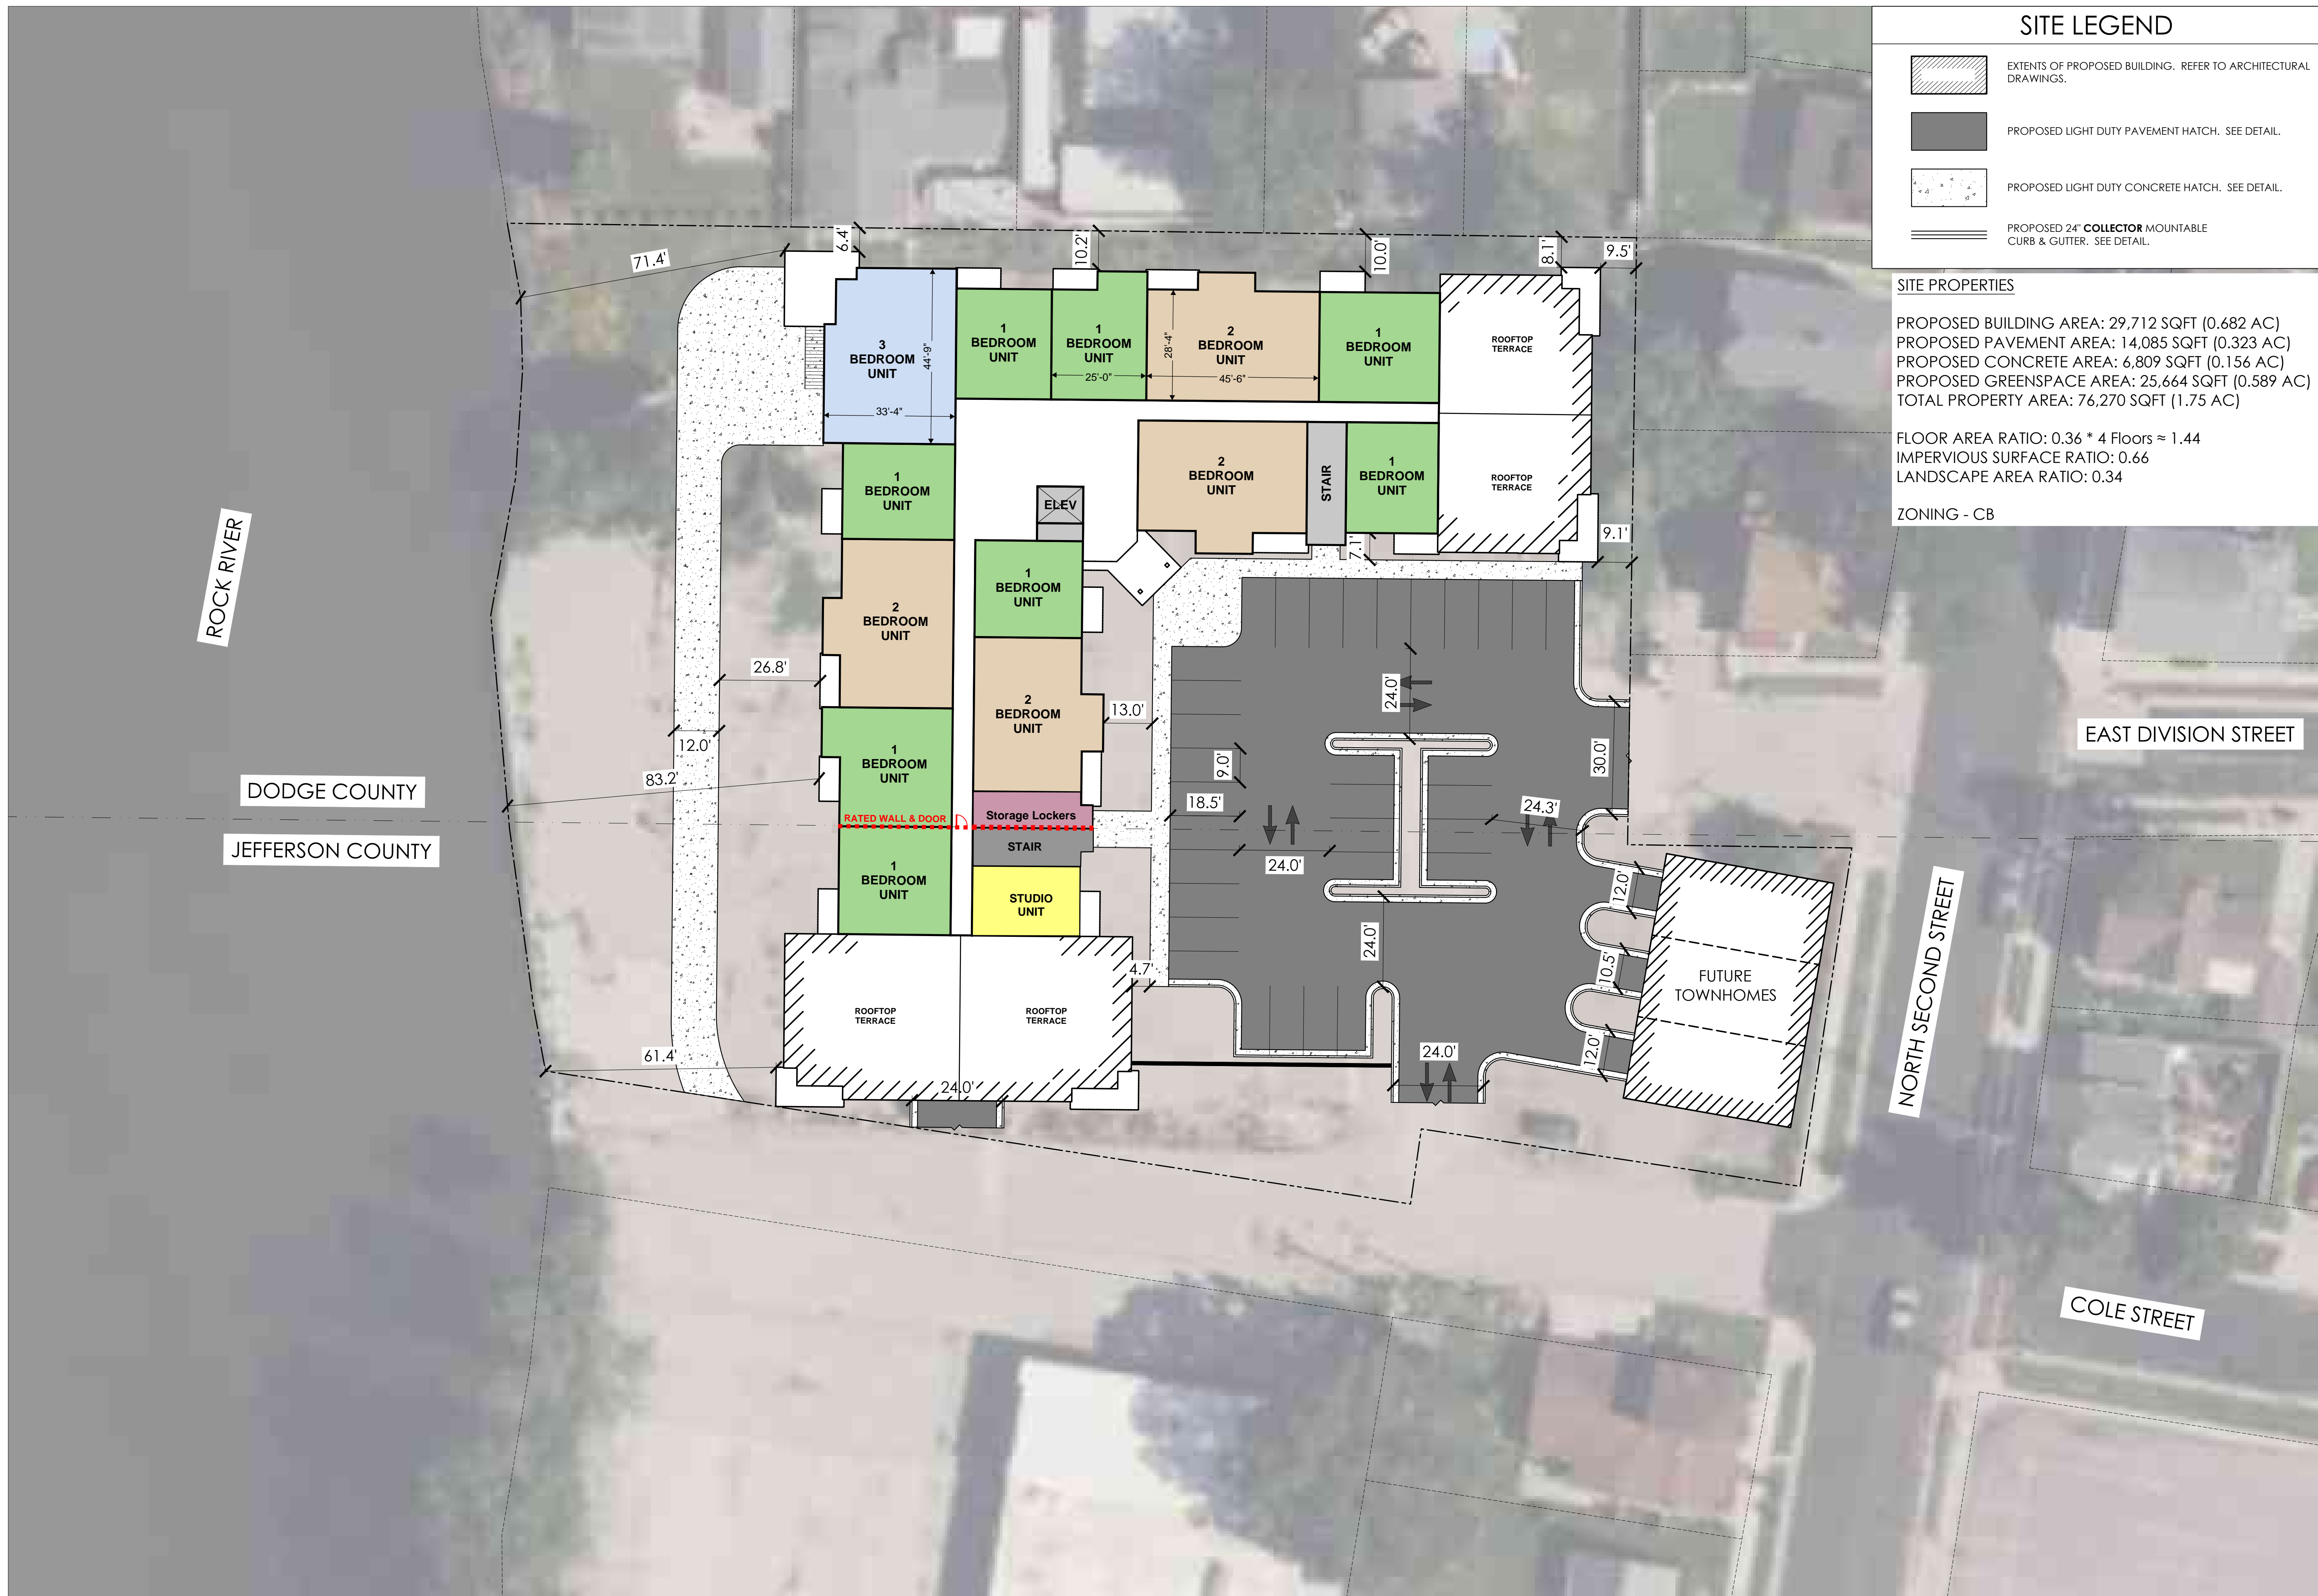 SITE LEGEND
EXTENTS OF PROPOSED BUILDING. REFER TO ARCHITECTURAL
DRAWINGS.
PROPOSED LIGHT DUTY PAVEMENT HATCH. SEE DETAIL.
PROPOSED LIGHT DUTY CONCRETE HATCH. SEE DETAIL.
PROPOSED 24" COLLECTOR MOUNTABLE
CURB & GUTTER. SEE DETAIL.
SITE PROPERTIES
PROPOSED BUILDING AREA: 29,712 SQFT (0.682 AC)
PROPOSED PAVEMENT AREA: 14,085 SQFT (0.323 AC)
PROPOSED CONCRETE AREA: 6,809 SQFT (0.156 AC)
PROPOSED GREENSPACE AREA: 25,664 SQFT (0.589 AC)
TOTAL PROPERTY AREA: 76,270 SQFT (1.75 AC)
FLOOR AREA RATIO: 0.36 * 4 Floors ≈ 1.44
IMPERVIOUS SURFACE RATIO: 0.66
LANDSCAPE AREA RATIO: 0.34
ZONING - CB
71.4'
6.4'
10.2'
10.0'
8.1'
9.5'
3
BEDROOM
UNIT
44'-9"
33'-4"
1
BEDROOM
UNIT
1
BEDROOM
UNIT
25'-0"
28'-4"
2
BEDROOM
UNIT
45'-6"
1
BEDROOM
UNIT
ROOFTOP
TERRACE
ROOFTOP
TERRACE
1
BEDROOM
UNIT
ELEV
2
BEDROOM
UNIT
STAIR
1
BEDROOM
UNIT
7.1'
9.1'
ROCK RIVER
2
BEDROOM
UNIT
1
BEDROOM
UNIT
26.8'
2
BEDROOM
UNIT
13.0'
24.0'
12.0'
83.2'
1
BEDROOM
UNIT
9.0'
18.5'
30.0'
24.3'
EAST DIVISION STREET
DODGE COUNTY
JEFFERSON COUNTY
RATED WALL & DOOR
Storage Lockers
STAIR
24.0'
1
BEDROOM
UNIT
STUDIO
UNIT
12.0'
24.0'
10.5'
FUTURE
TOWNHOMES
NORTH SECOND STREET
4.7'
ROOFTOP
TERRACE
ROOFTOP
TERRACE
61.4'
24.0'
24.0'
12.0'
COLE STREET